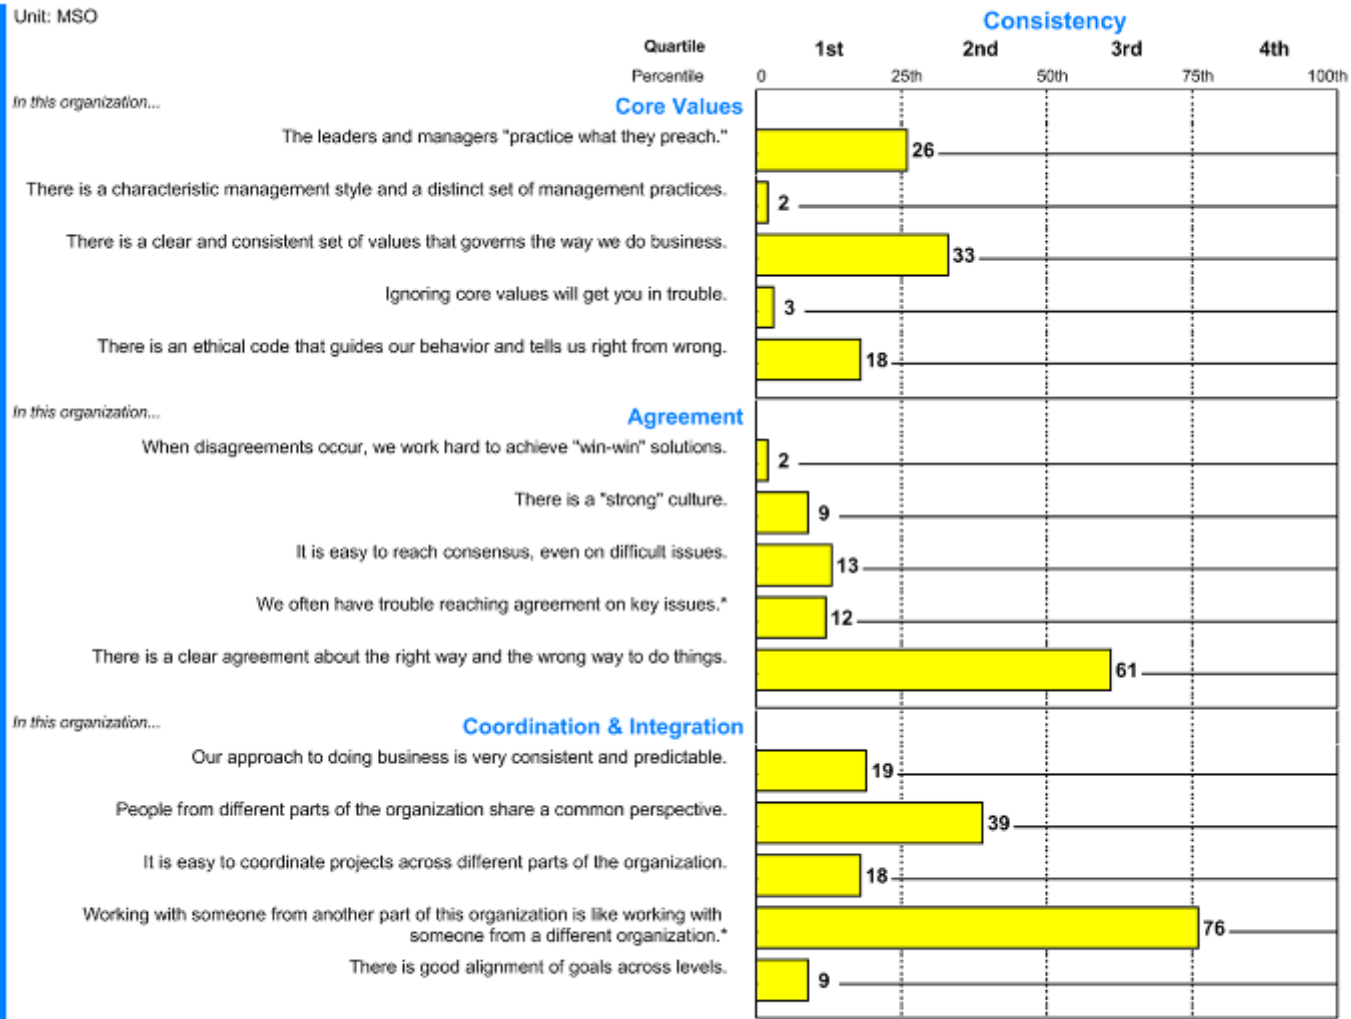 Unit: MSO
Consistency
Quartile 1st 2nd 3rd 4th
Percentile 0 25th 50th 75th 100th
In this organization... Core Values
The leaders and managers "practice what they preach." 26
There is a characteristic management style and a distinct set of management practices. 2
There is a clear and consistent set of values that governs the way we do business. 33
Ignoring core values will get you in trouble. 3
There is an ethical code that guides our behavior and tells us right from wrong. 18
In this organization... Agreement
When disagreements occur, we work hard to achieve "win-win" solutions. 2
There is a "strong" culture. 9
It is easy to reach consensus, even on difficult issues. 13
We often have trouble reaching agreement on key issues.* 12
There is a clear agreement about the right way and the wrong way to do things. 61
In this organization... Coordination & Integration
Our approach to doing business is very consistent and predictable. 19
People from different parts of the organization share a common perspective. 39
It is easy to coordinate projects across different parts of the organization. 18
Working with someone from another part of this organization is like working with
someone from a different organization.* 76
There is good alignment of goals across levels. 9